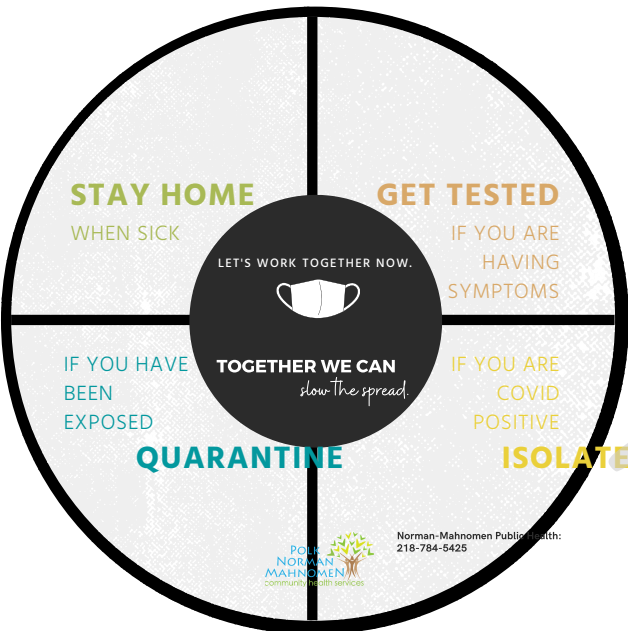 STAY HOME
WHEN SICK
GET TESTED
IF YOU ARE
HAVING
SYMPTOMS
LET'S WORK TOGETHER NOW.
TOGETHER WE CAN
slow the spread.
IF YOU HAVE
BEEN
EXPOSED
QUARANTINE
IF YOU ARE
COVID
POSITIVE
ISOLATE
POLK
NORMAN
MAHNOMEN
community health services
Norman-Mahnomen Public Health:
218-784-5425